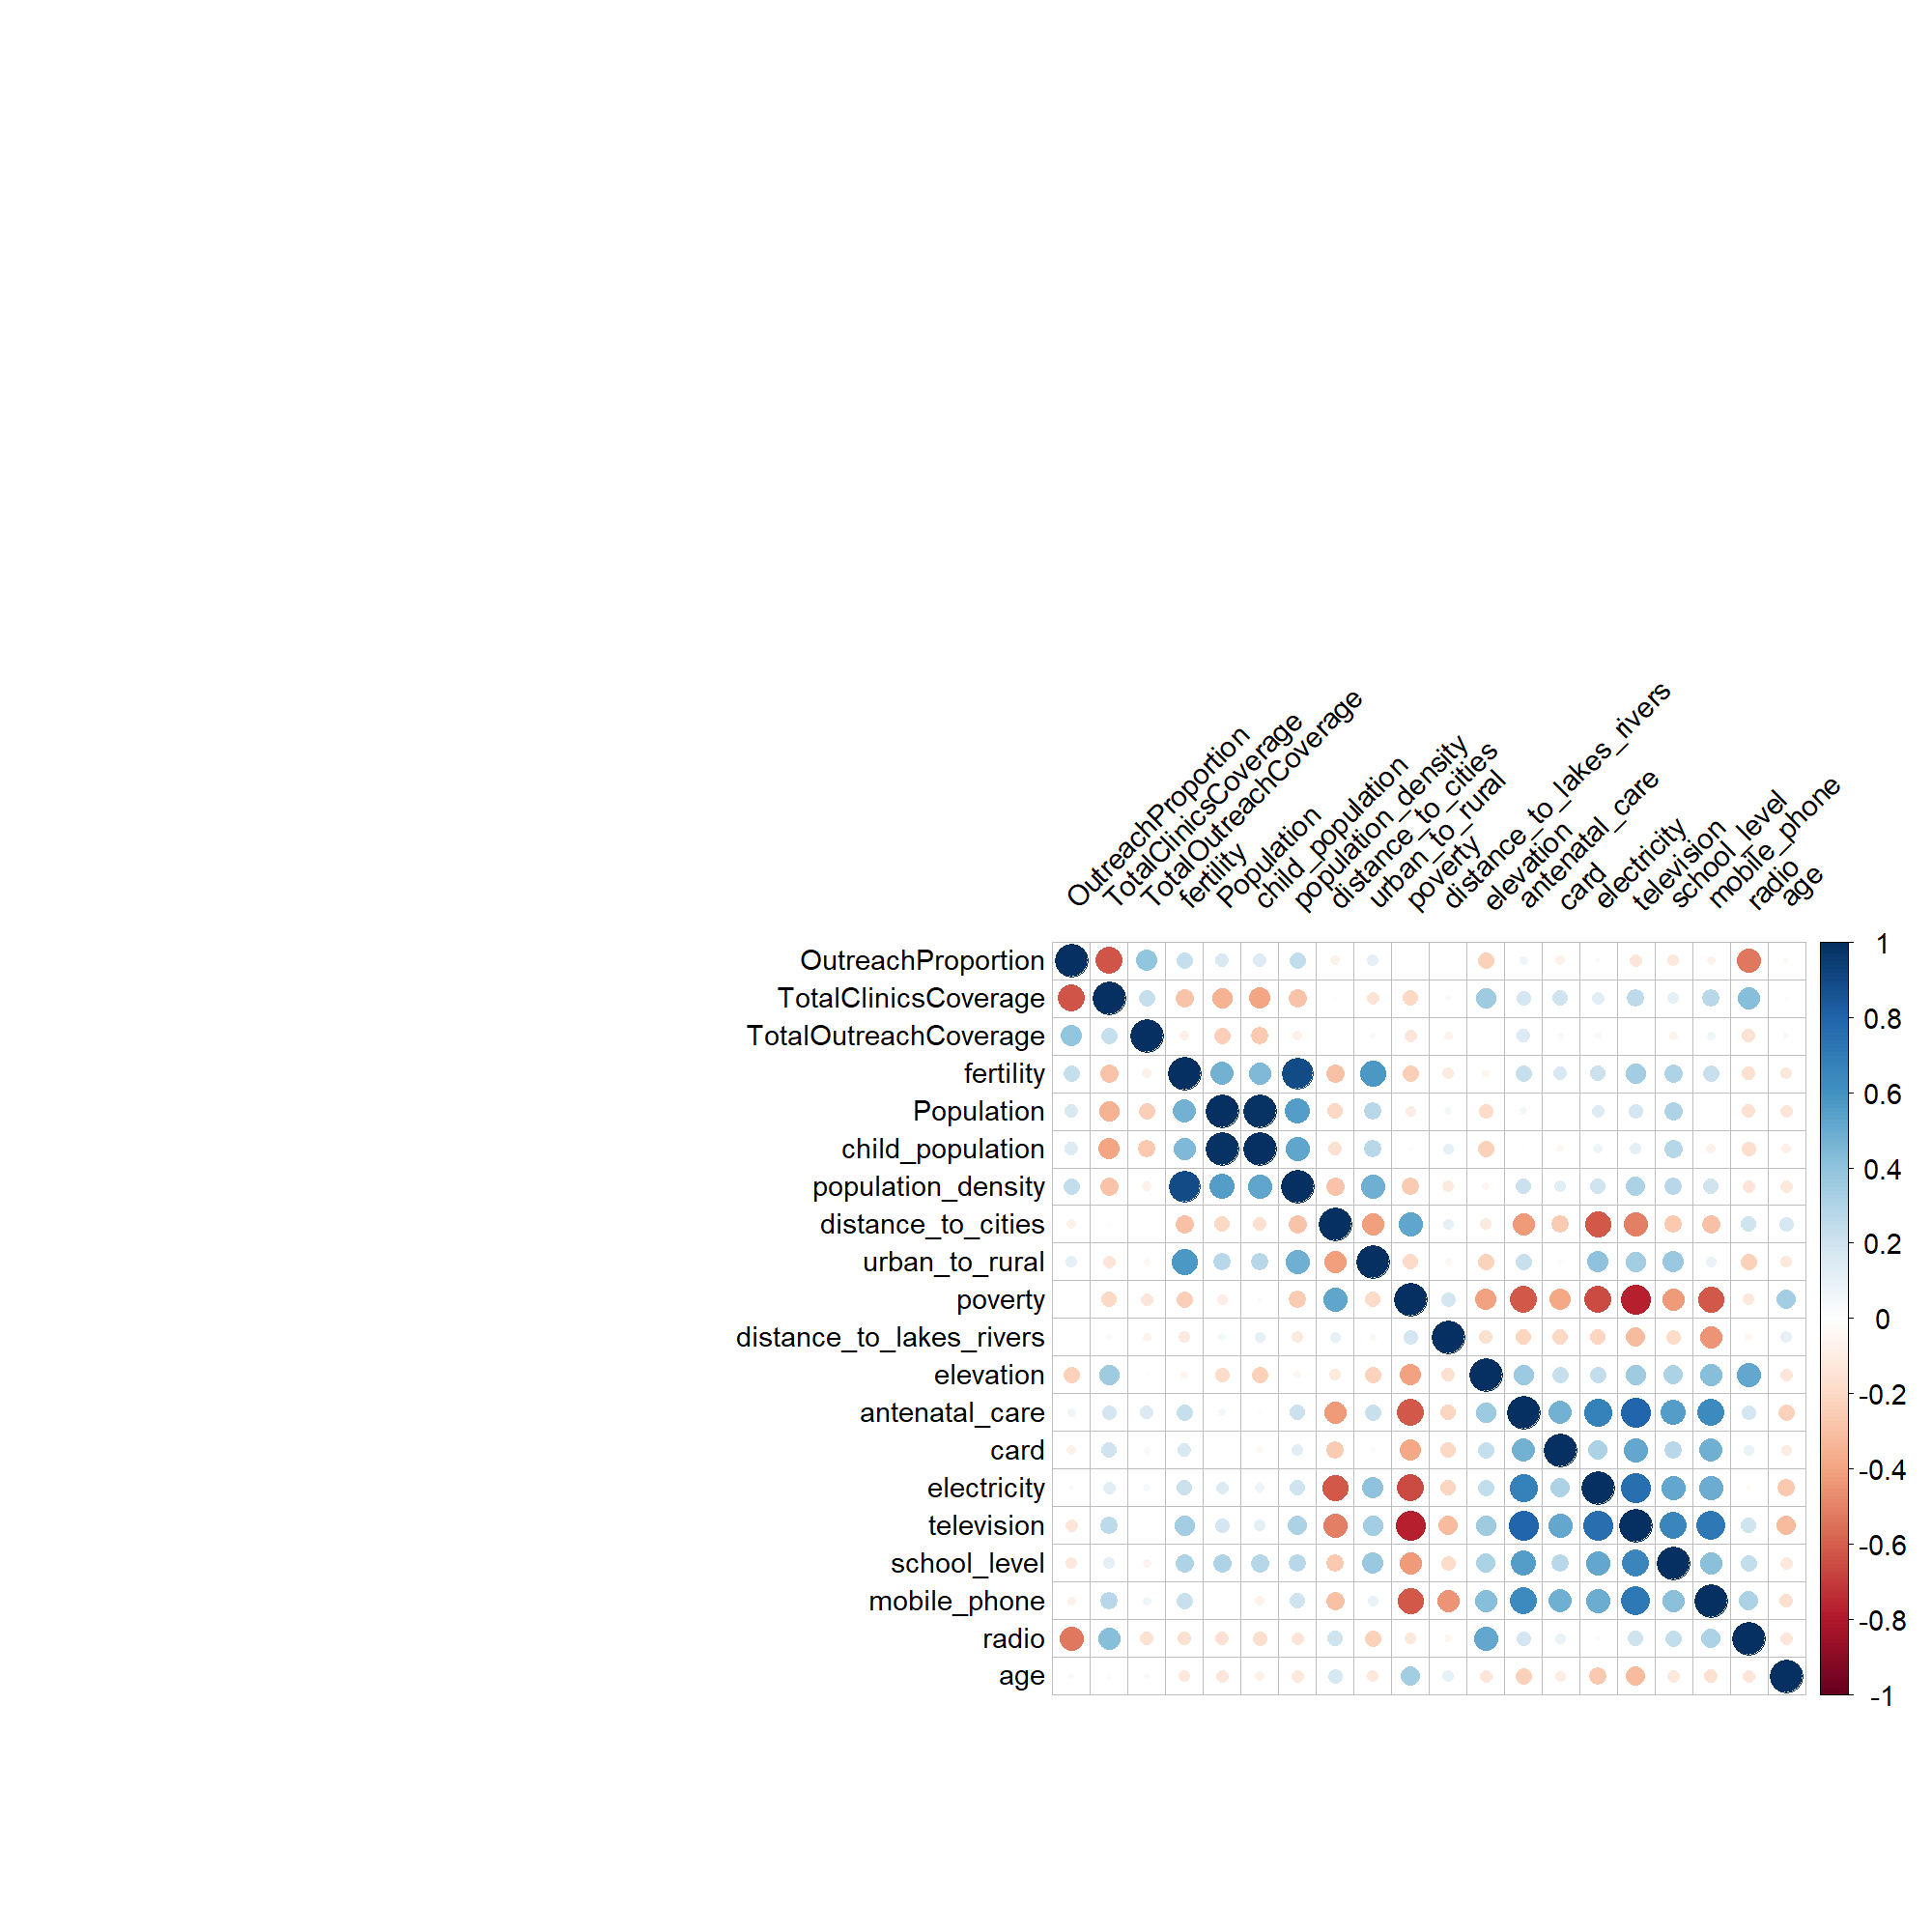 OutreachProportion
TotalClinicsCoverage
TotalOutreachCoverage
fertility
Population
child_population
population_density
distance_to_cities
urban_to_rural
poverty
distance_to_lakes_rivers
elevation
antenatal_care
card
electricity
television
school_level
mobile_phone
radio
age
OutreachProportion
TotalClinicsCoverage
TotalOutreachCoverage
fertility
Population
child_population
population_density
distance_to_cities
urban_to_rural
poverty
distance_to_lakes_rivers
elevation
antenatal_care
card
electricity
television
school_level
mobile_phone
radio
age
1
0.8
0.6
0.4
0.2
0
-0.2
-0.4
-0.6
-0.8
-1